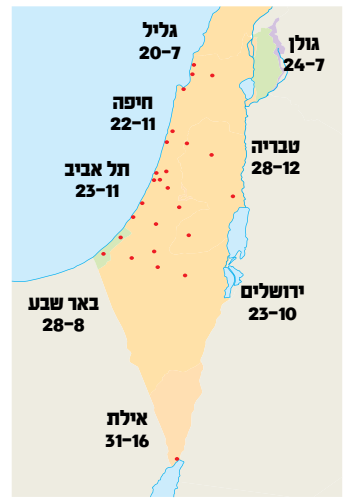 גליל
20-7
גולן
24-7
חיפה
22-11
טבריה
28-12
תל אביב
23-11
ירושלים
23-10
באר שבע
28-8
אילת
31-16